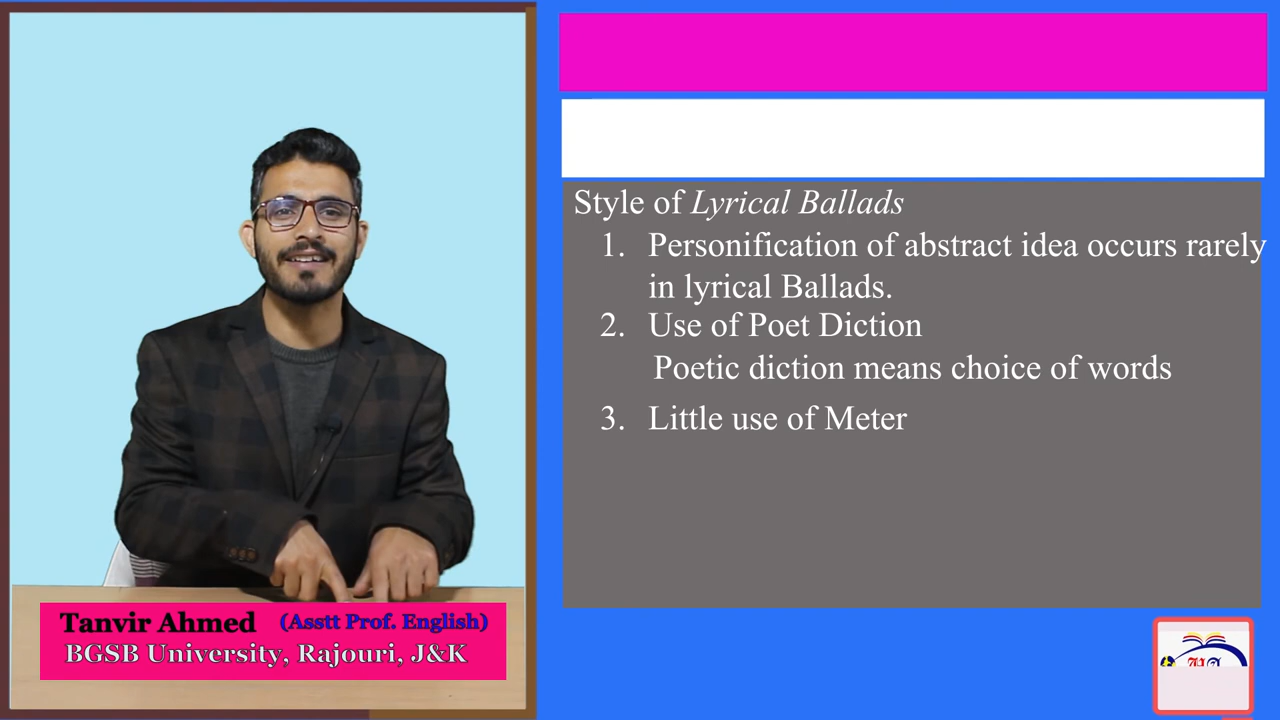 Style of Lyrical Ballads
1. Personification of abstract idea occurs rarely
in lyrical Ballads.
2. Use of Poet Diction
Poetic diction means choice of words
3. Little use of Meter
Tanvir Ahmed (Asstt Prof. English)
BGSB University, Rajouri, J&K